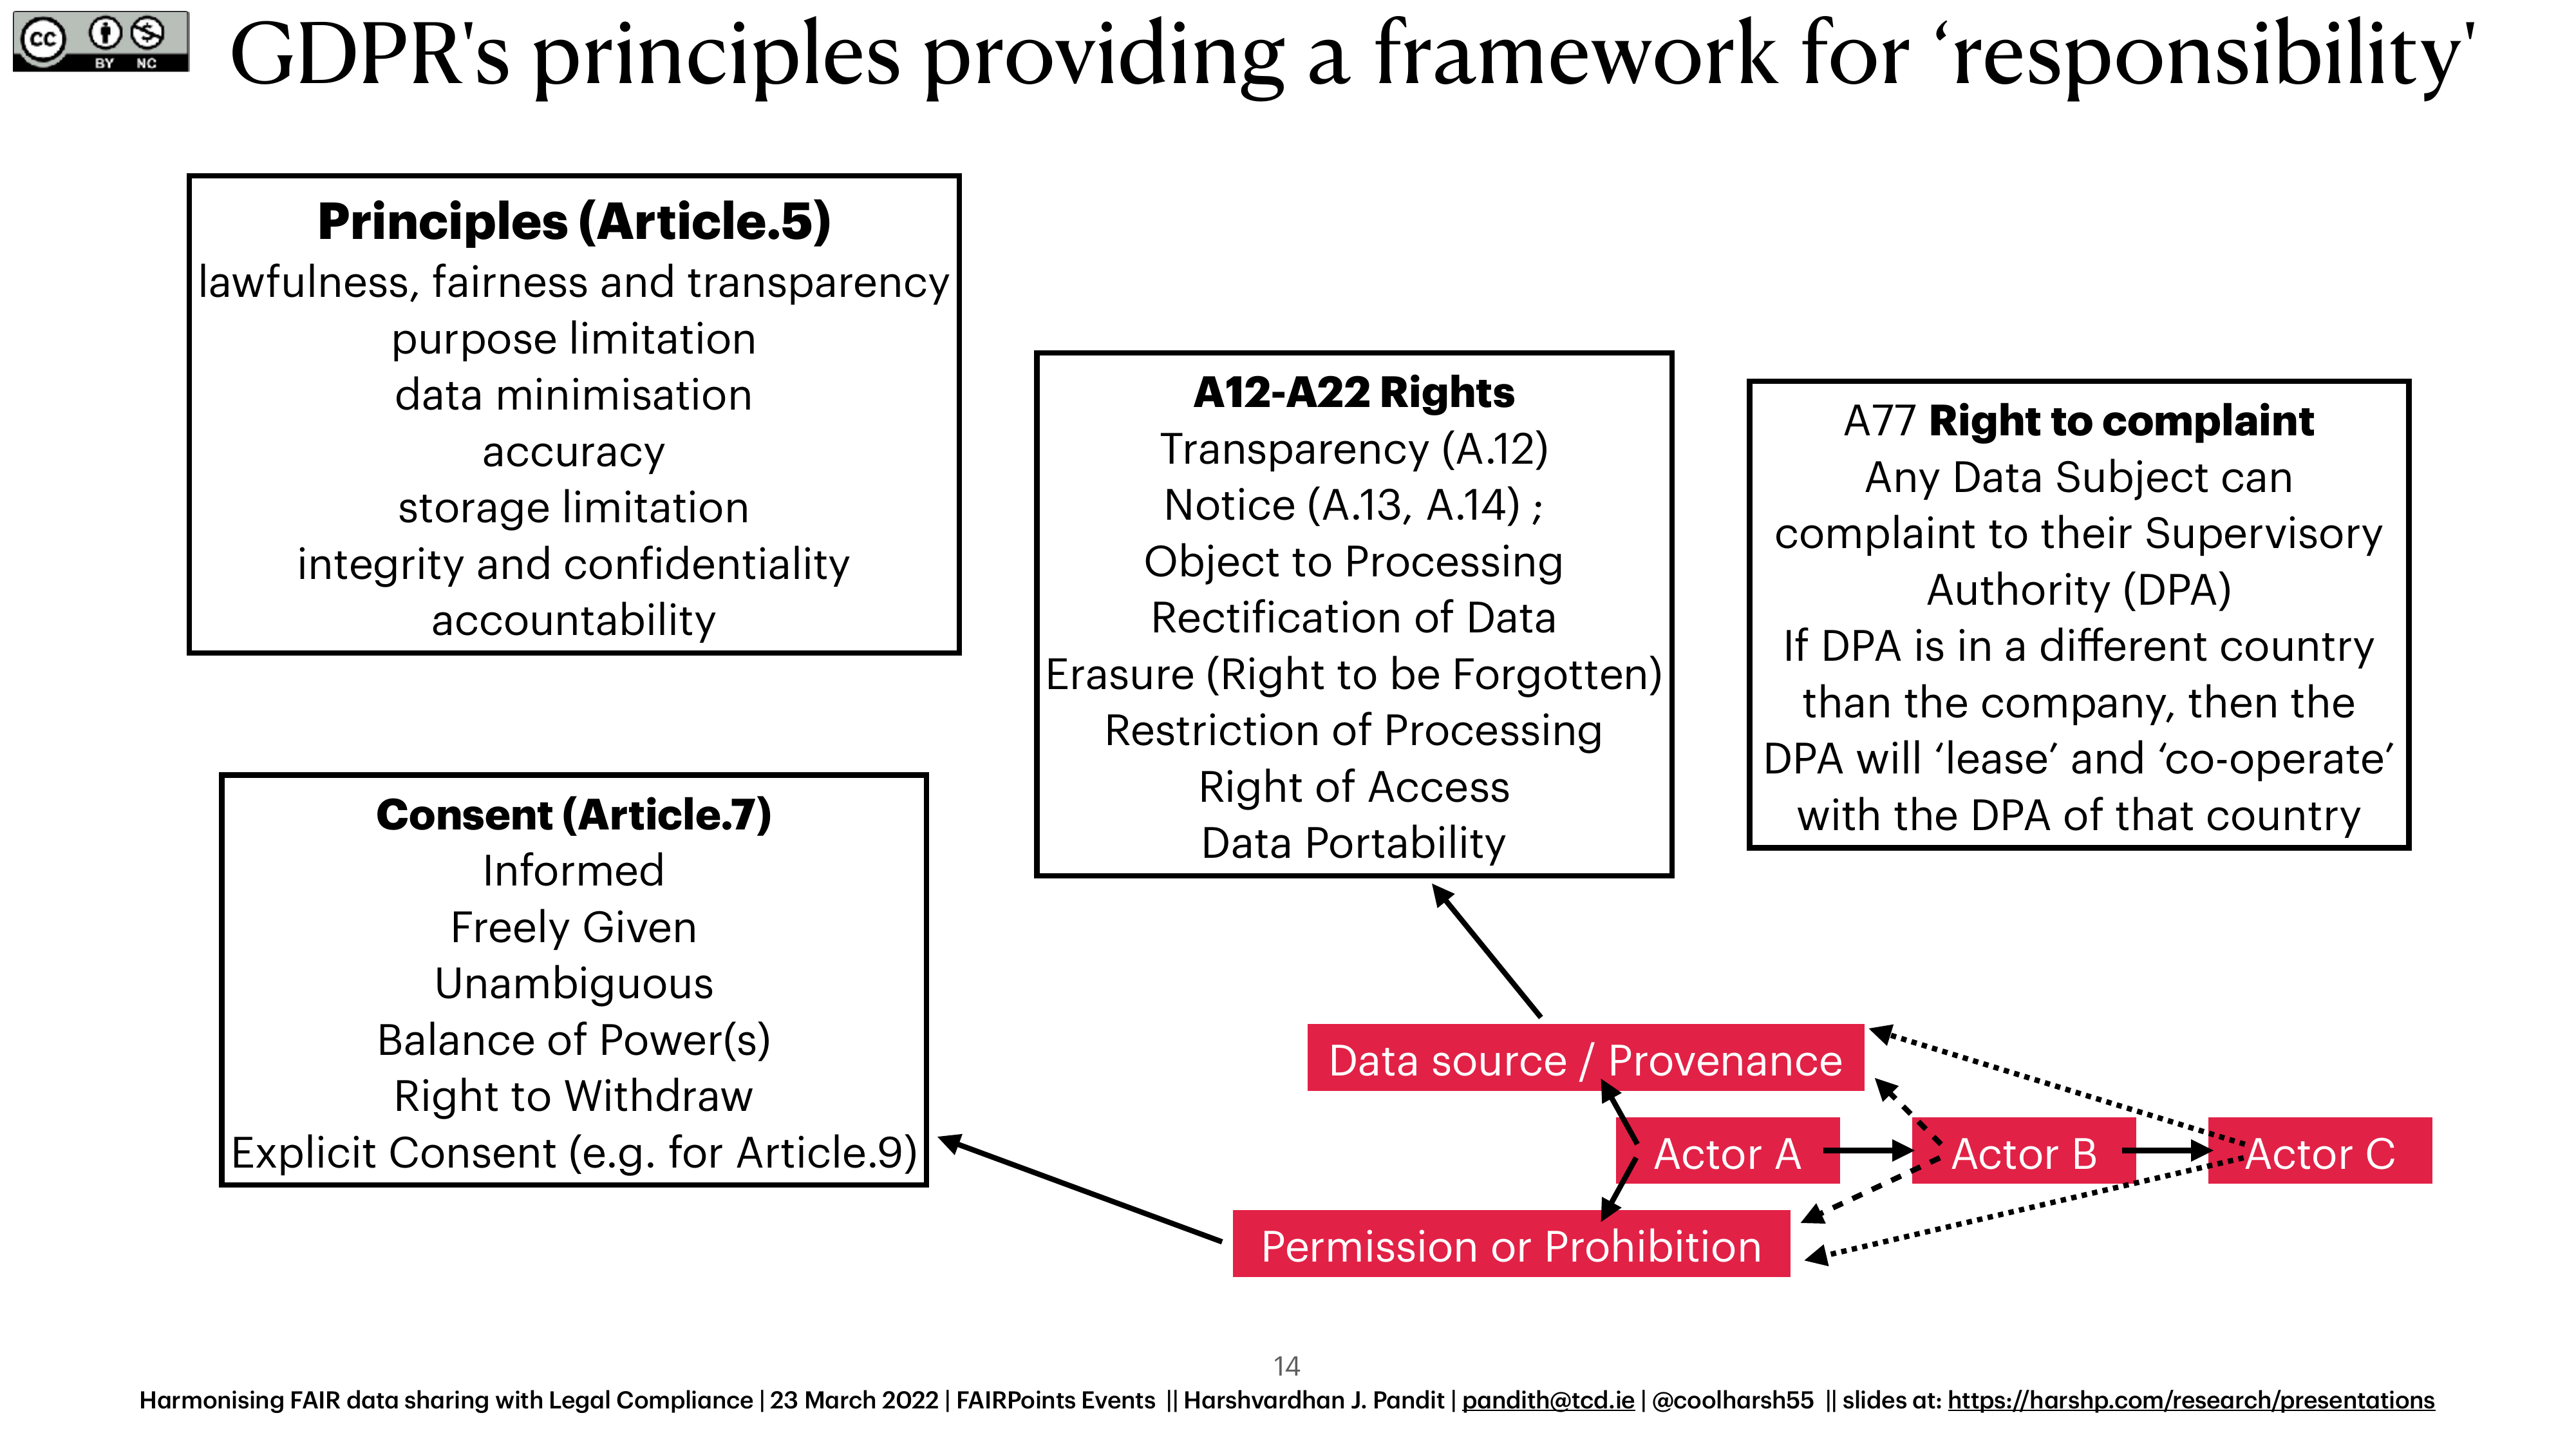 cc BY NC
GDPR's principles providing a framework for ‘responsibility'
Principles (Article.5)
lawfulness, fairness and transparency
purpose limitation
data minimisation
accuracy
storage limitation
integrity and confidentiality
accountability
A12-A22 Rights
Transparency (A.12)
Notice (A.13, A.14) ;
Object to Processing
Rectification of Data
Erasure (Right to be Forgotten)
Restriction of Processing
Right of Access
Data Portability
A77 Right to complaint
Any Data Subject can
complaint to their Supervisory
Authority (DPA)
If DPA is in a different country
than the company, then the
DPA will ‘lease’ and ‘co-operate’
with the DPA of that country
Consent (Article.7)
Informed
Freely Given
Unambiguous
Balance of Power(s)
Right to Withdraw
Explicit Consent (e.g. for Article.9)
Data source / Provenance
Actor A
Actor B
Actor C
Permission or Prohibition
14
Harmonising FAIR data sharing with Legal Compliance | 23 March 2022 | FAIRPoints Events || Harshvardhan J. Pandit | pandith@tcd.ie | @coolharsh55 || slides at: https://harshp.com/research/presentations